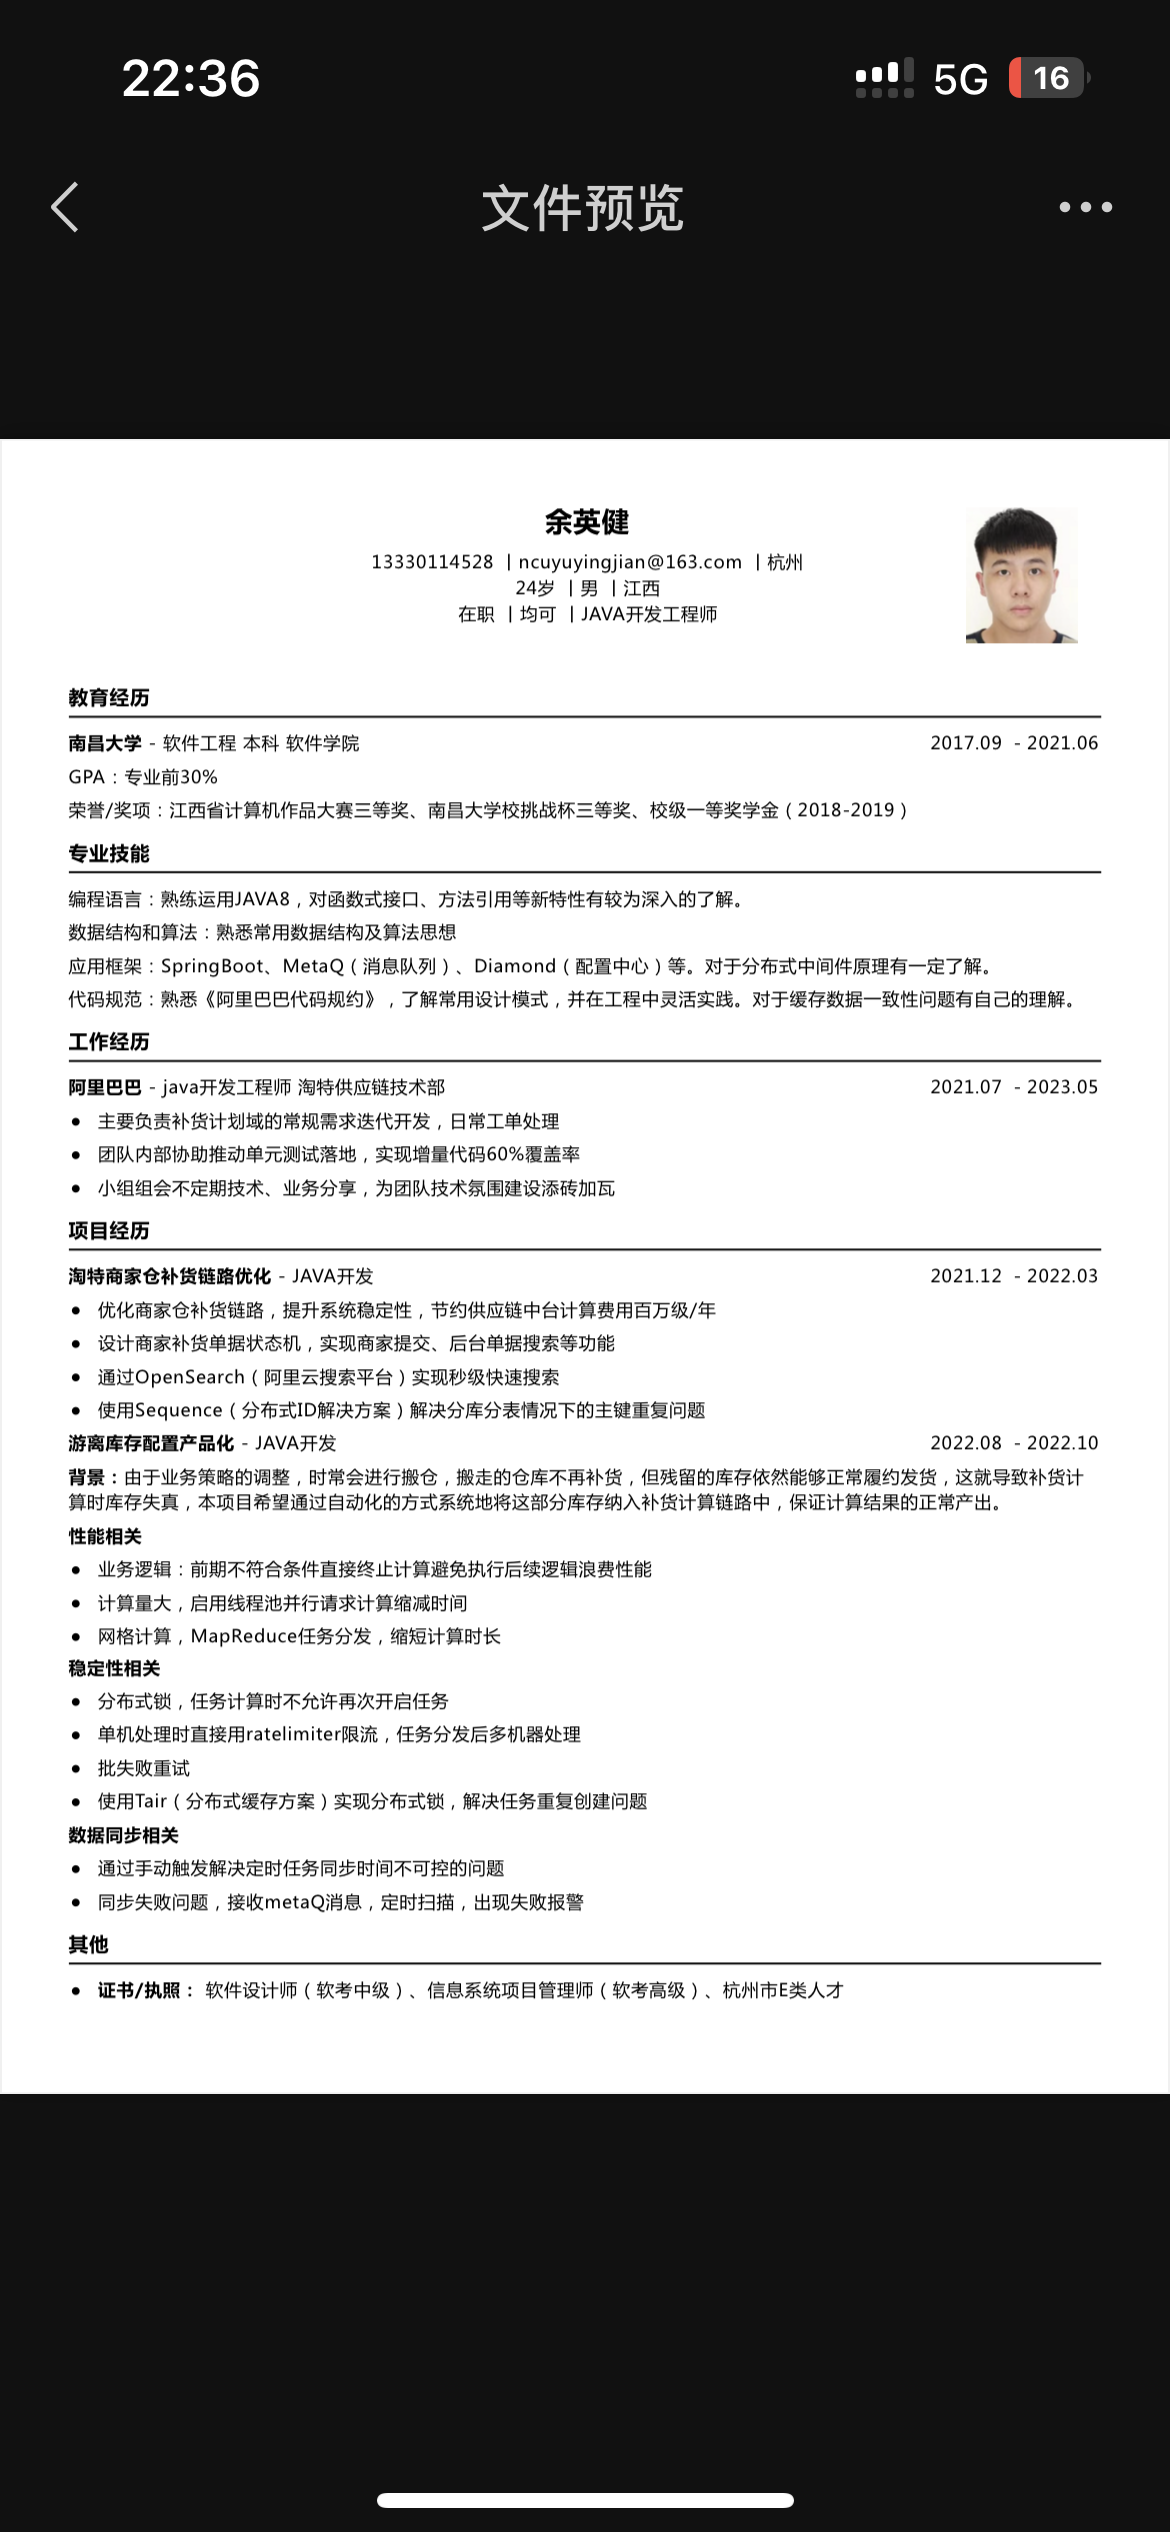 22:36
5G
16
文件预览
余英健
13330114528 | ncuyuyingjian@163.com | 杭州
24岁 | 男 | 江西
在职 | 均可 | JAVA开发工程师
教育经历
南昌大学 - 软件工程 本科 软件学院 2017.09 - 2021.06
GPA：专业前30%
荣誉/奖项：江西省计算机作品大赛三等奖、南昌大学校挑战杯三等奖、校级一等奖学金（2018-2019）
专业技能
编程语言：熟练运用JAVA8，对函数式接口、方法引用等新特性有较为深入的了解。
数据结构和算法：熟悉常用数据结构及算法思想
应用框架：SpringBoot、MetaQ（消息队列）、Diamond（配置中心）等。对于分布式中间件原理有一定了解。
代码规范：熟悉《阿里巴巴代码规约》，了解常用设计模式，并在工程中灵活实践。对于缓存数据一致性问题有自己的理解。
工作经历
阿里巴巴 - java开发工程师 淘特供应链技术部 2021.07 - 2023.05
● 主要负责补货计划域的常规需求迭代开发，日常工单处理
● 团队内部协助推动单元测试落地，实现增量代码60%覆盖率
● 小组组会不定期技术、业务分享，为团队技术氛围建设添砖加瓦
项目经历
淘特商家仓补货链路优化 - JAVA开发 2021.12 - 2022.03
● 优化商家仓补货链路，提升系统稳定性，节约供应链中台计算费用百万级/年
● 设计商家补货单据状态机，实现商家提交、后台单据搜索等功能
● 通过OpenSearch（阿里云搜索平台）实现秒级快速搜索
● 使用Sequence（分布式ID解决方案）解决分库分表情况下的主键重复问题
游离库存配置产品化 - JAVA开发 2022.08 - 2022.10
背景：由于业务策略的调整，时常会进行搬仓，搬走的仓库不再补货，但残留的库存依然能够正常履约发货，这就导致补货计
算时库存失真，本项目希望通过自动化的方式系统地将这部分库存纳入补货计算链路中，保证计算结果的正常产出。
性能相关
● 业务逻辑：前期不符合条件直接终止计算避免执行后续逻辑浪费性能
● 计算量大，启用线程池并行请求计算缩减时间
● 网格计算，MapReduce任务分发，缩短计算时长
稳定性相关
● 分布式锁，任务计算时不允许再次开启任务
● 单机处理时直接用ratelimiter限流，任务分发后多机器处理
● 批失败重试
● 使用Tair（分布式缓存方案）实现分布式锁，解决任务重复创建问题
数据同步相关
● 通过手动触发解决定时任务同步时间不可控的问题
● 同步失败问题，接收metaQ消息，定时扫描，出现失败报警
其他
● 证书/执照： 软件设计师（软考中级）、信息系统项目管理师（软考高级）、杭州市E类人才